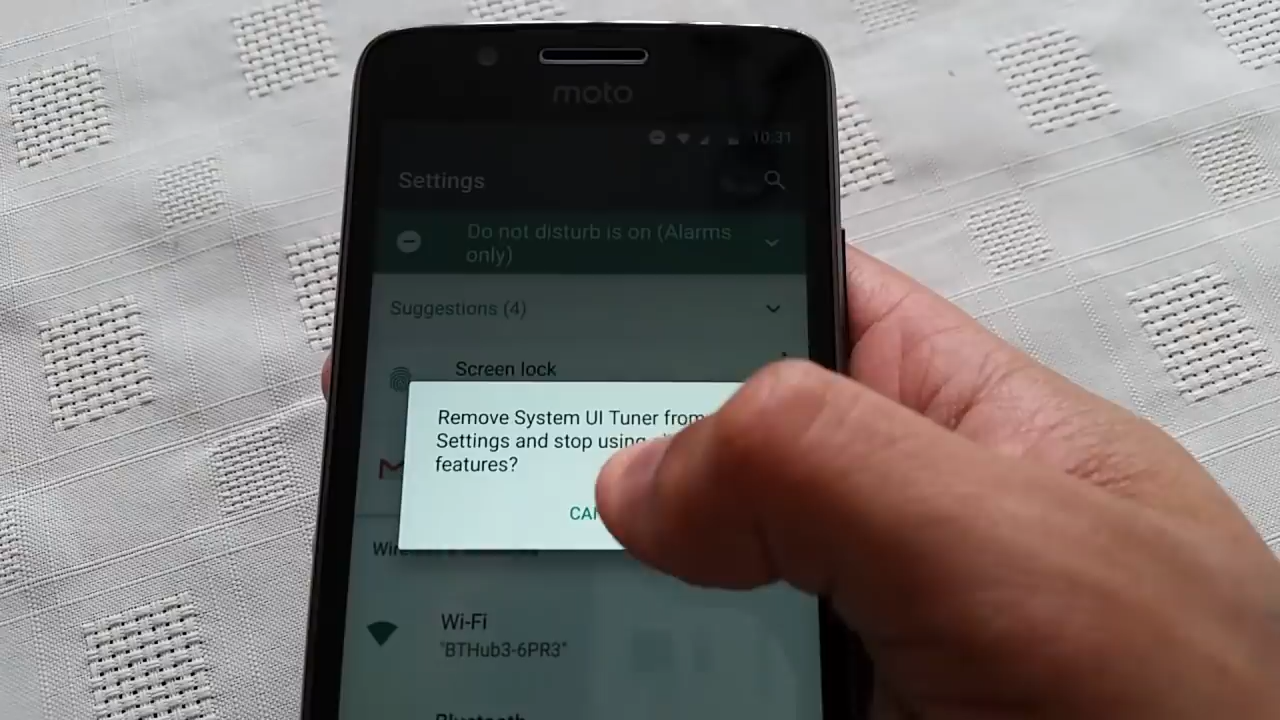 moto
10:31
Settings
Do not disturb is on (Alarms
only)
Suggestions (4)
Screen lock
Remove System UI Tuner from
Settings and stop using
features?
Wi-Fi
"BTHub3-6PR3"
Bluetooth